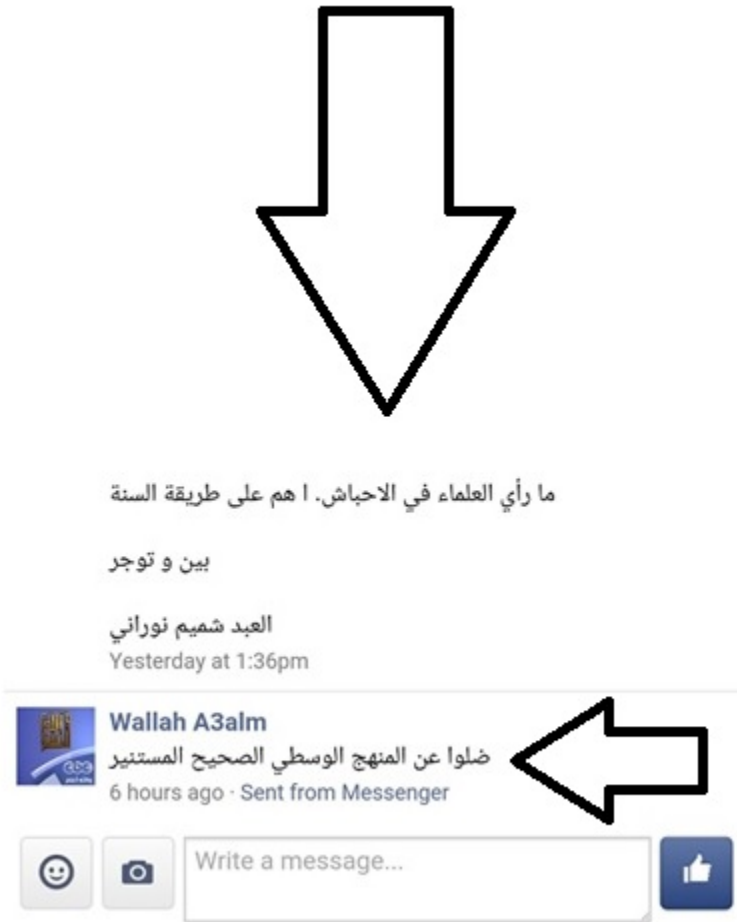 ما رأي العلماء في الاحباش. ا هم على طريقة السنة
بين و توجر
العبد شميم نوراني
Yesterday at 1:36pm
Wallah A3alm
ضلوا عن المنهج الوسطي الصحيح المستنير
6 hours ago · Sent from Messenger
Write a message...